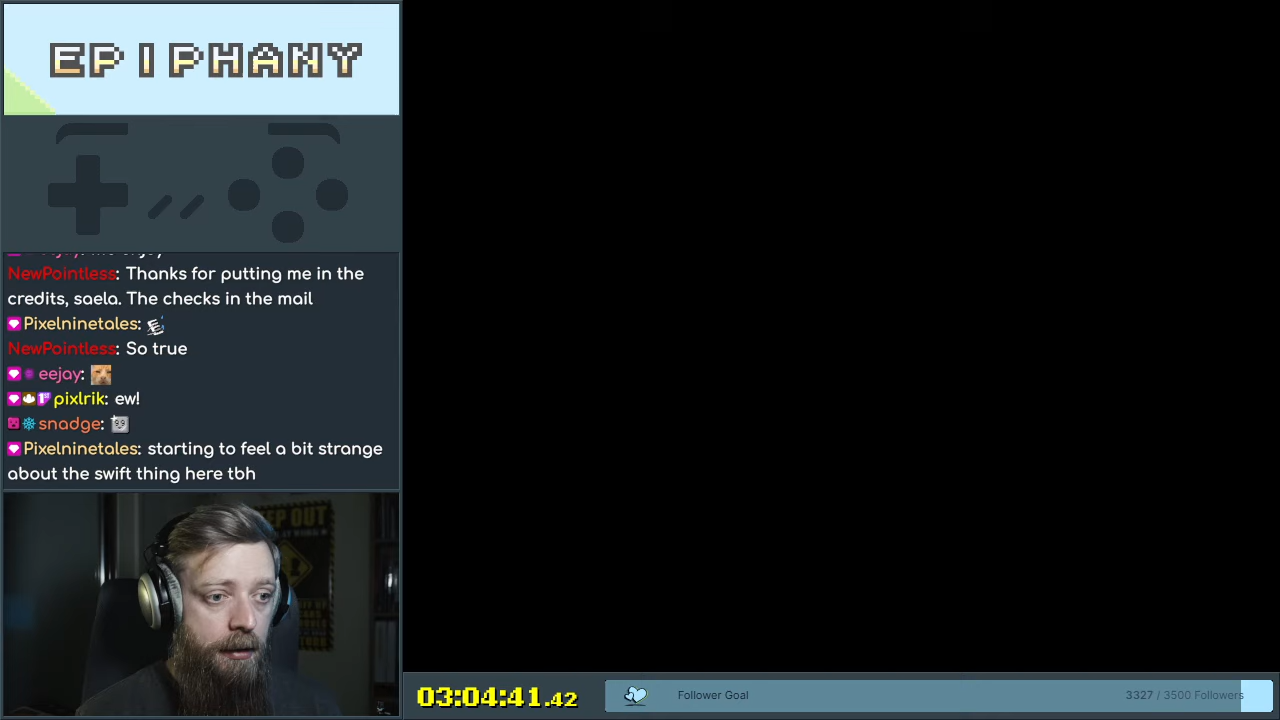 EPIPHANY
NewPointless: Thanks for putting me in the
credits, saela. The checks in the mail
Pixelninetales:
NewPointless: So true
eejay:
pixlrik: ew!
snadge:
Pixelninetales: starting to feel a bit strange
about the swift thing here tbh
KEEP OUT
03:04:41.42
Follower Goal
3327 / 3500 Followers